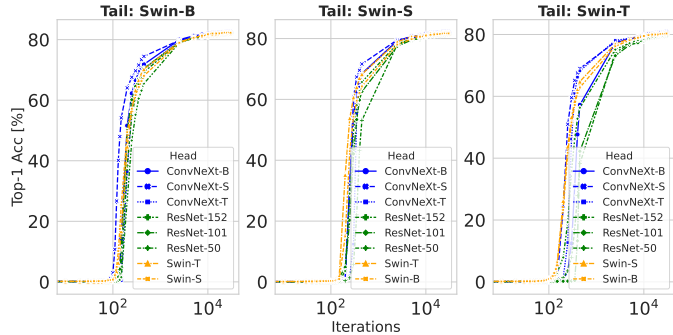 Tail: Swin-B
Tail: Swin-S
Tail: Swin-T
Top-1 Acc [%]
80
60
40
20
0
Head
ConvNeXt-B
ConvNeXt-S
ConvNeXt-T
ResNet-152
ResNet-101
ResNet-50
Swin-T
Swin-S
10² 10⁴
80
60
40
20
0
Head
ConvNeXt-B
ConvNeXt-S
ConvNeXt-T
ResNet-152
ResNet-101
ResNet-50
Swin-T
Swin-B
10² 10⁴
80
60
40
20
0
Head
ConvNeXt-B
ConvNeXt-S
ConvNeXt-T
ResNet-152
ResNet-101
ResNet-50
Swin-S
Swin-B
10² 10⁴
Iterations